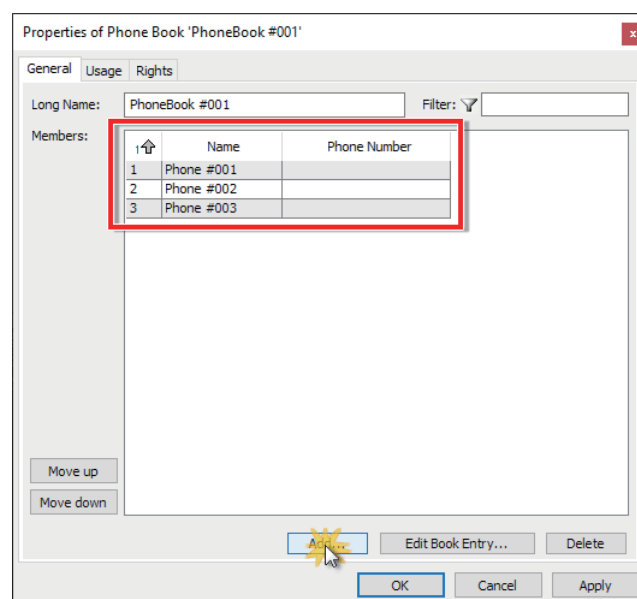 Properties of Phone Book 'PhoneBook #001'
x
General Usage Rights
Long Name: PhoneBook #001 Filter:
Members:
1 Name Phone Number
1 Phone #001
2 Phone #002
3 Phone #003
Move up
Move down
Add... Edit Book Entry... Delete
OK Cancel Apply